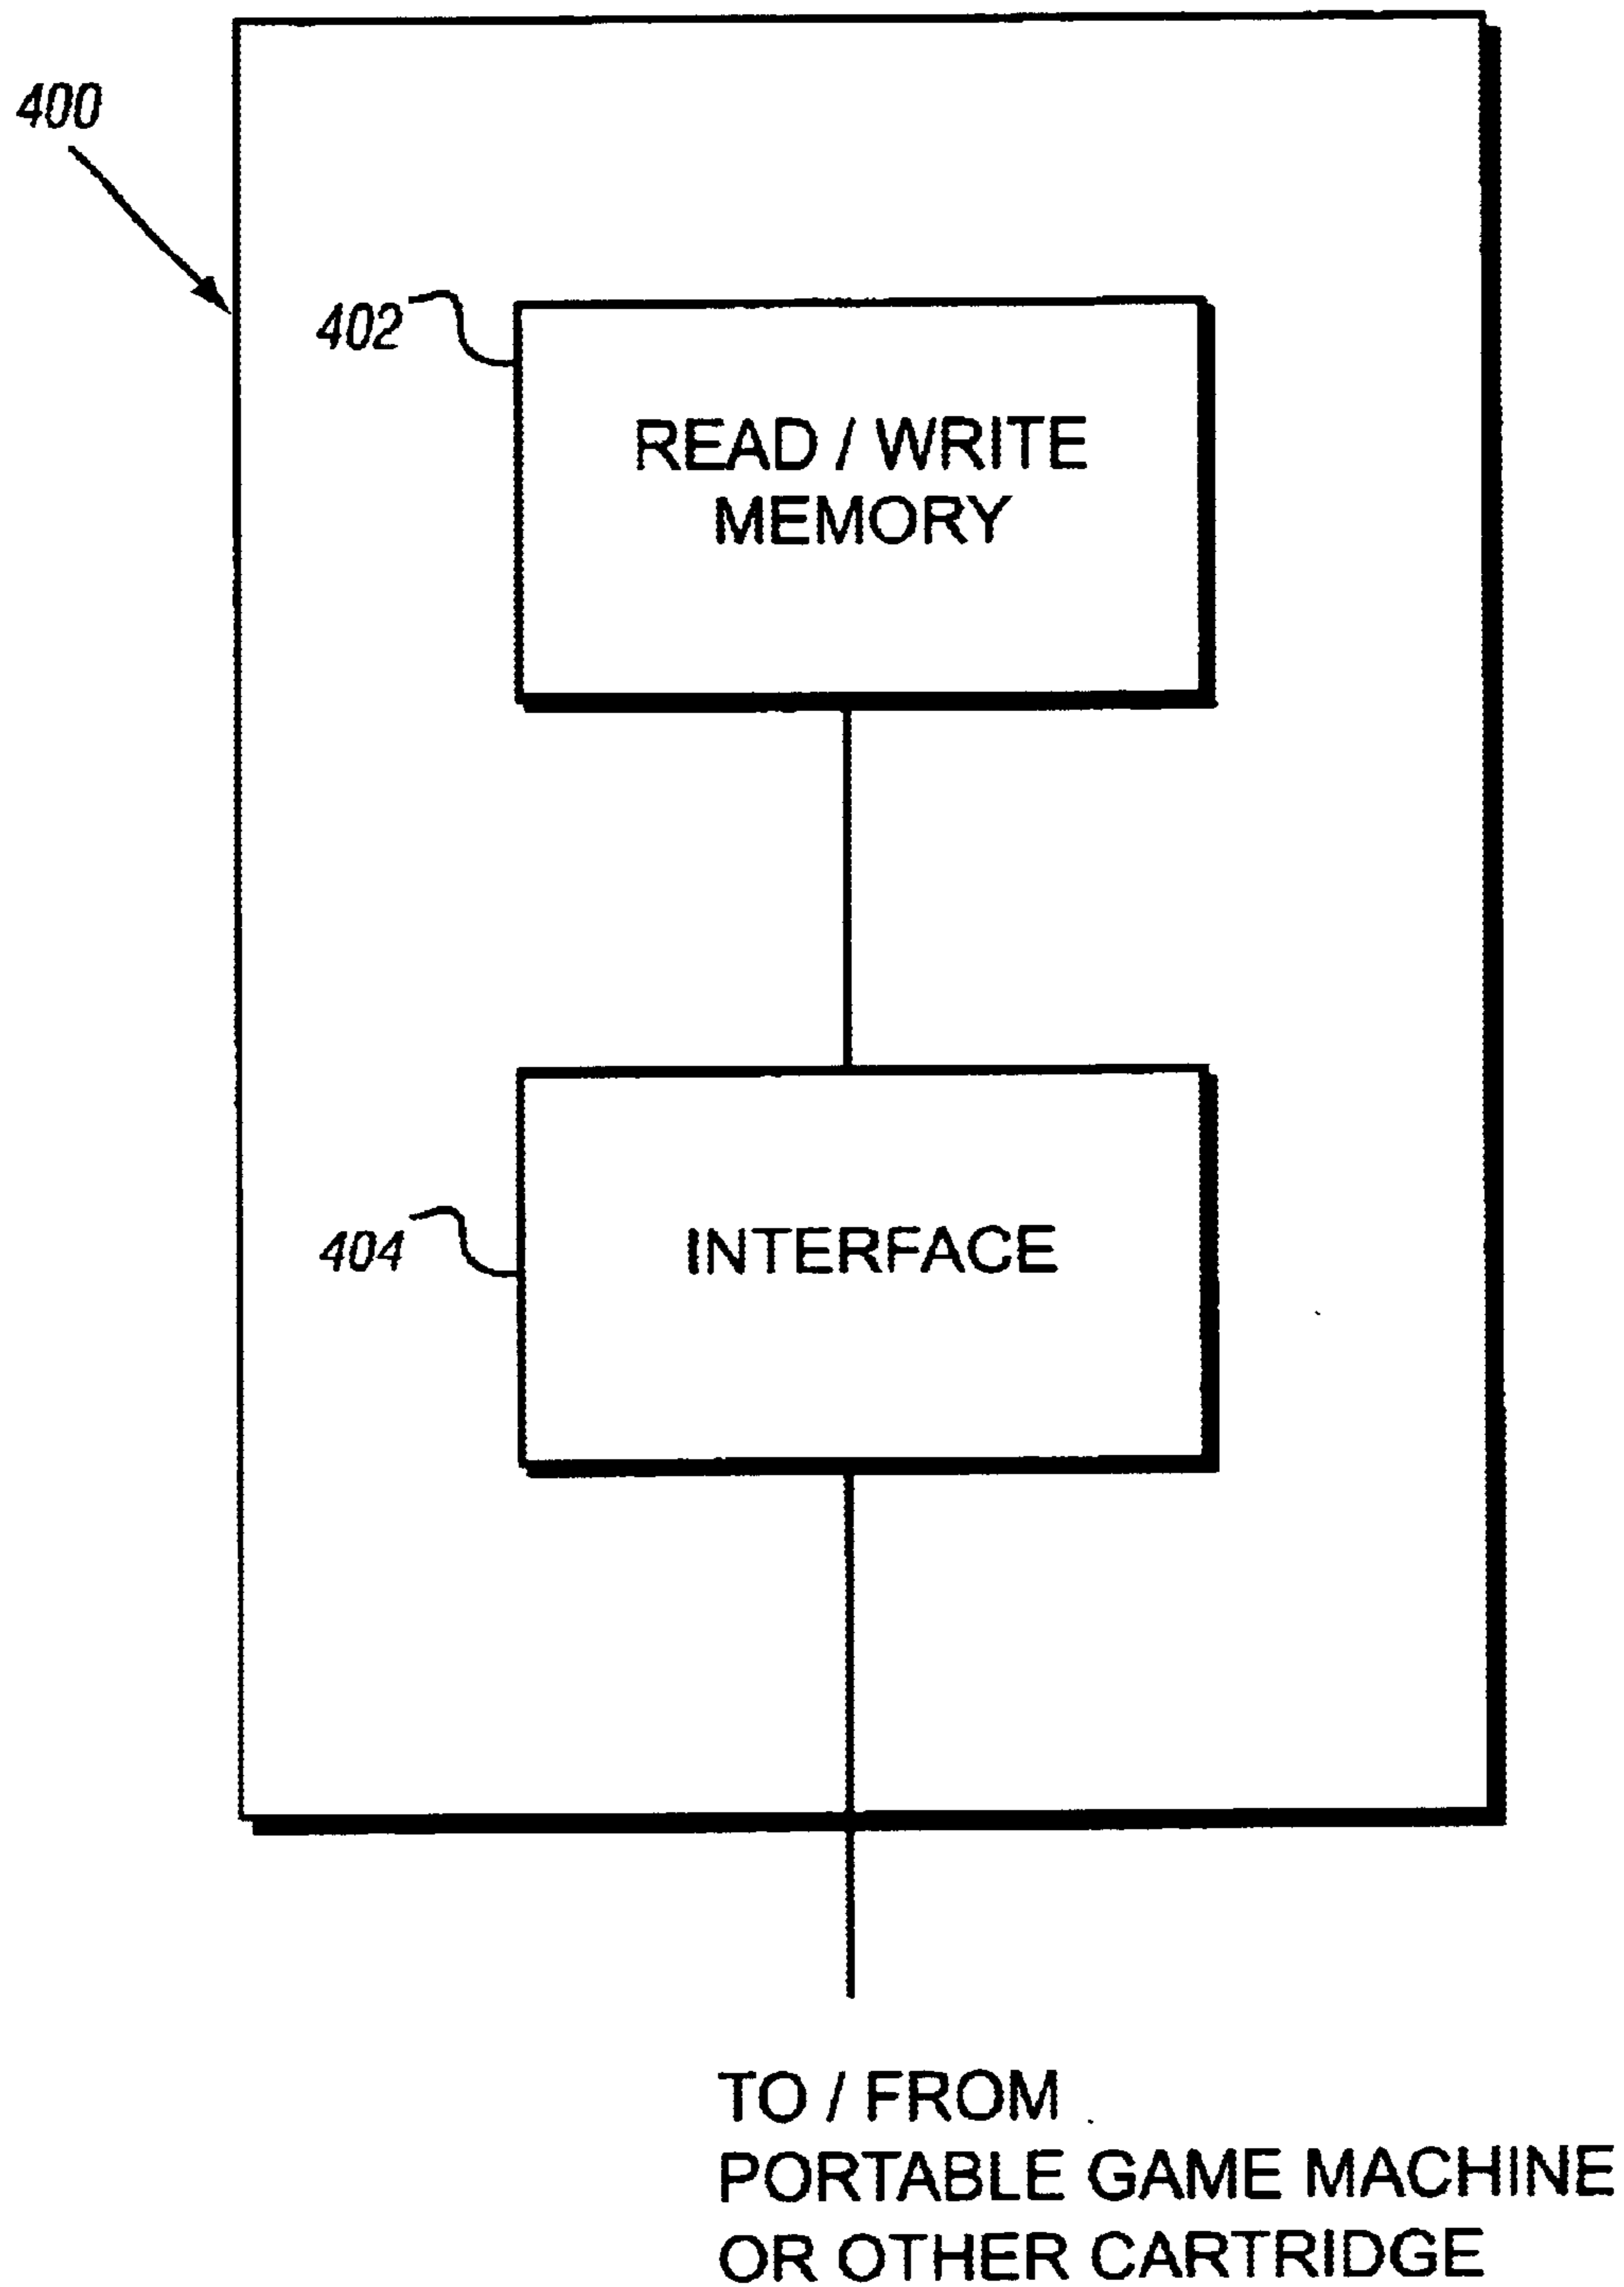 400
402
READ / WRITE
MEMORY
404
INTERFACE
TO / FROM
PORTABLE GAME MACHINE
OR OTHER CARTRIDGE